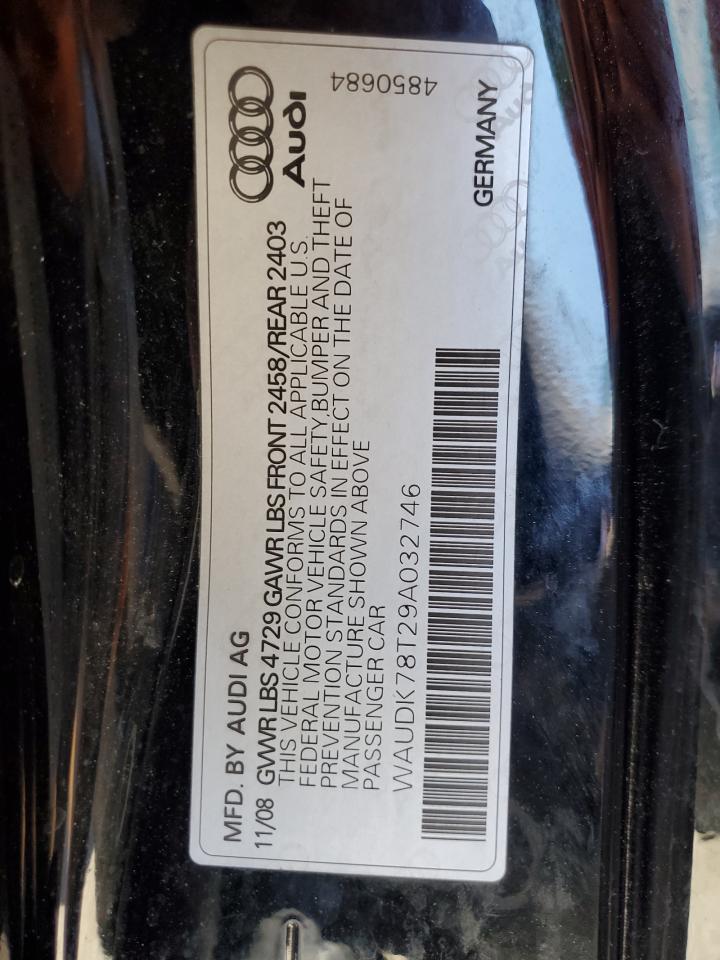 MFD. BY AUDI AG
11/08 GVWR LBS 4729 GAWR LBS FRONT 2458/REAR 2403
THIS VEHICLE CONFORMS TO ALL APPLICABLE U.S.
FEDERAL MOTOR VEHICLE SAFETY,BUMPER AND THEFT
PREVENTION STANDARDS IN EFFECT ON THE DATE OF
MANUFACTURE SHOWN ABOVE
PASSENGER CAR
WAUDK78T29A032746
Audi
4850684
GERMANY